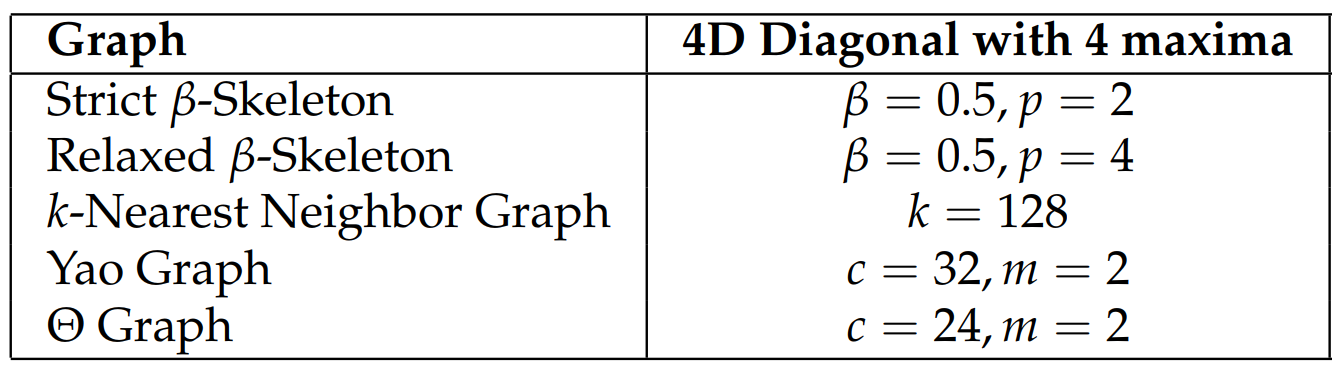 Graph 4D Diagonal with 4 maxima
Strict β-Skeleton β = 0.5, p = 2
Relaxed β-Skeleton β = 0.5, p = 4
k-Nearest Neighbor Graph k = 128
Yao Graph c = 32, m = 2
Θ Graph c = 24, m = 2